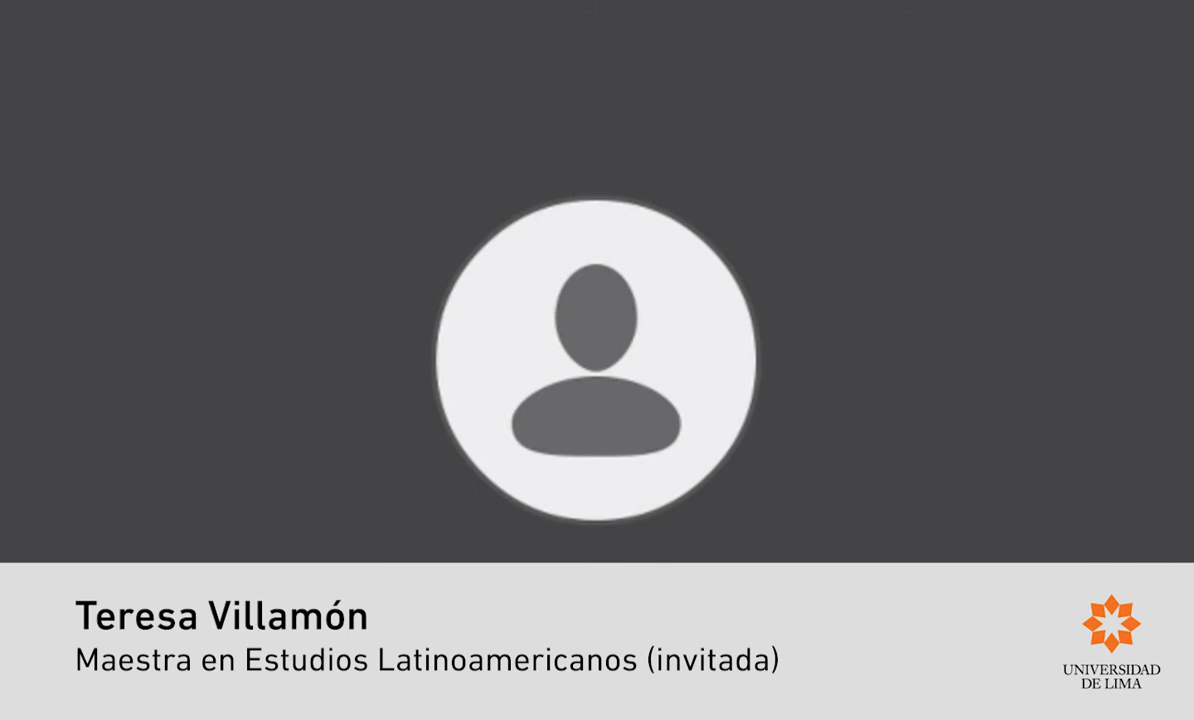 Teresa Villamón
Maestra en Estudios Latinoamericanos (invitada)
UNIVERSIDAD
DE LIMA